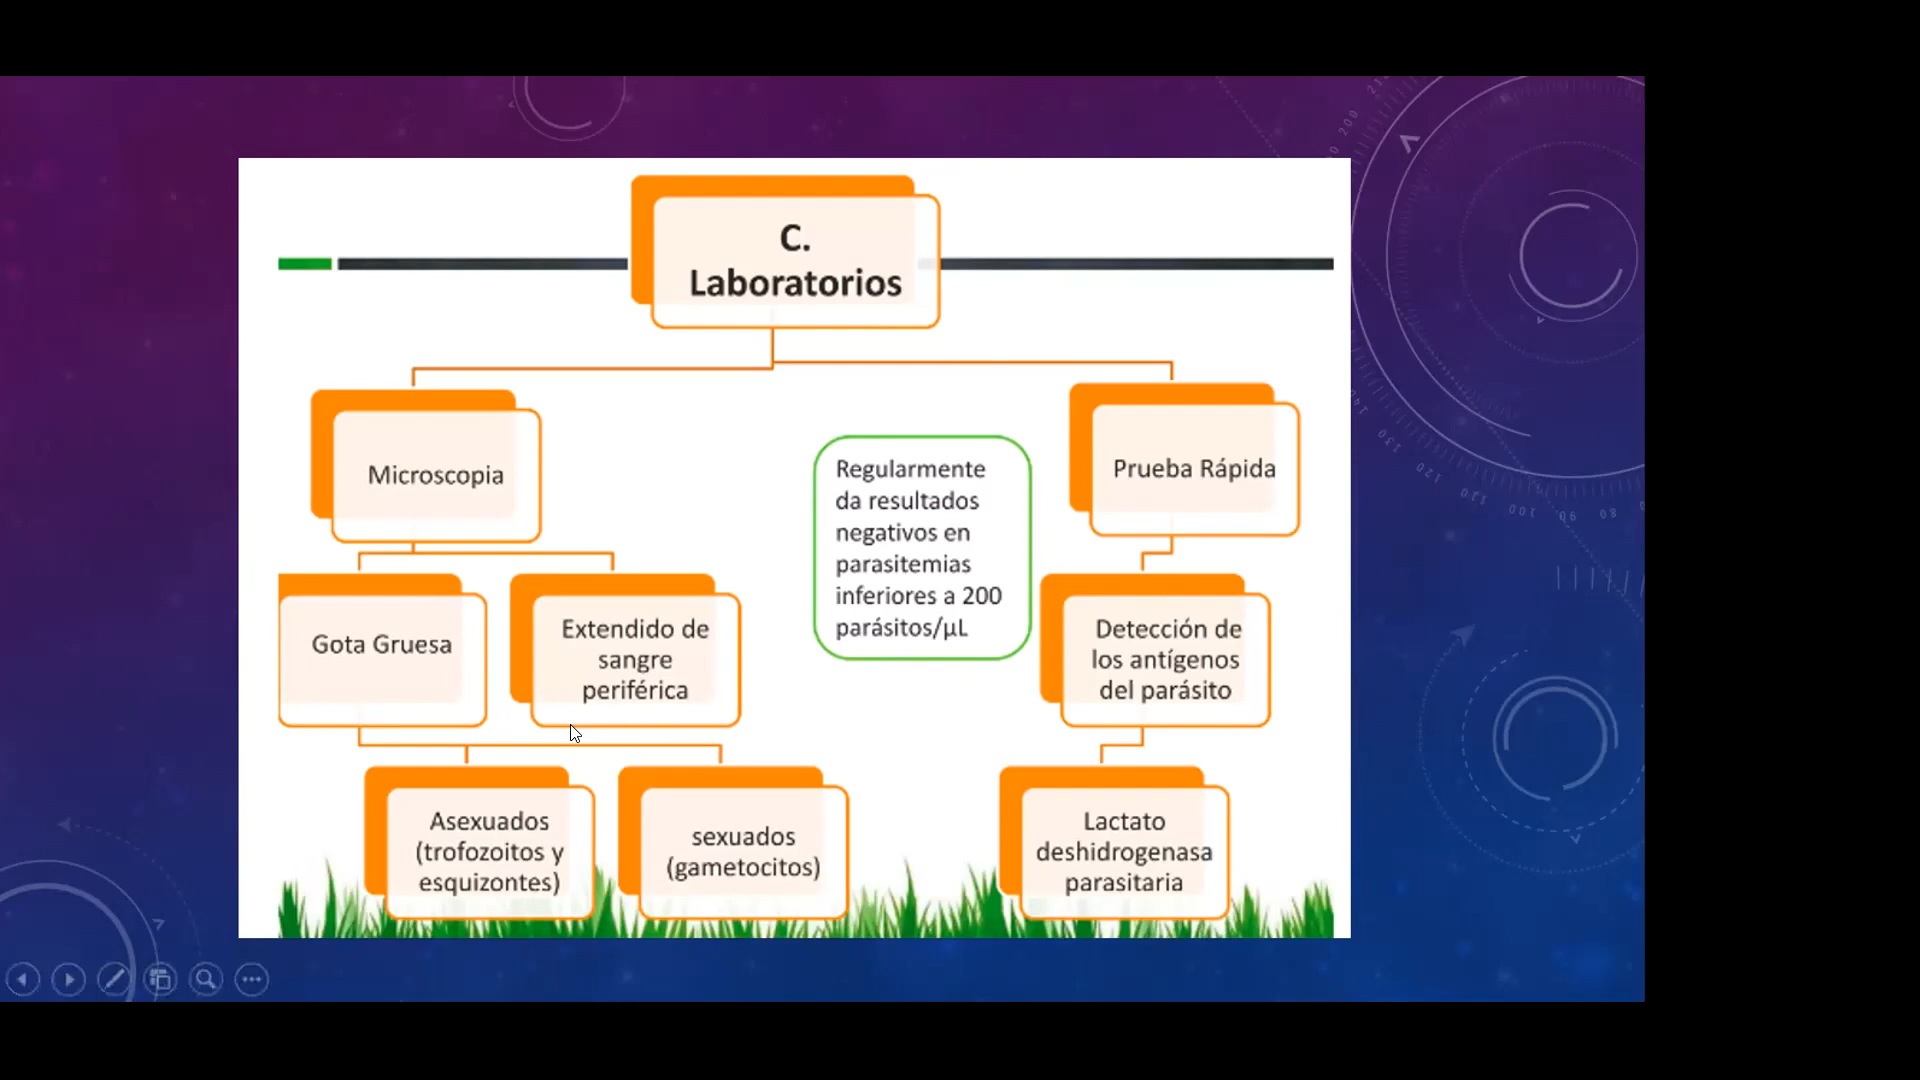 C.
Laboratorios
Microscopia
Prueba Rápida
Regularmente
da resultados
negativos en
parasitemias
inferiores a 200
parásitos/µL
Gota Gruesa
Extendido de
sangre
periférica
Detección de
los antígenos
del parásito
Asexuados
(trofozoitos y
esquizontes)
sexuados
(gametocitos)
Lactato
deshidrogenasa
parasitaria